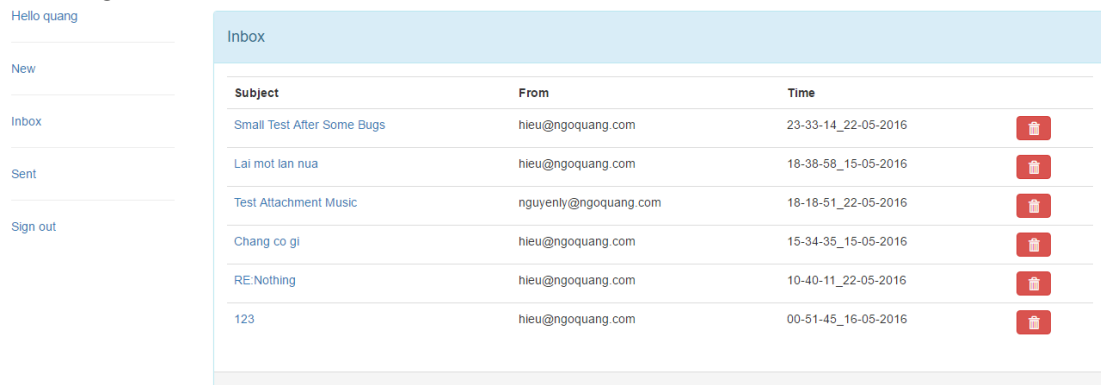 Hello quang
New
Inbox
Sent
Sign out
Inbox
Subject From Time
Small Test After Some Bugs hieu@ngoquang.com 23-33-14_22-05-2016
Lai mot lan nua hieu@ngoquang.com 18-38-58_15-05-2016
Test Attachment Music nguyenly@ngoquang.com 18-18-51_22-05-2016
Chang co gi hieu@ngoquang.com 15-34-35_15-05-2016
RE:Nothing hieu@ngoquang.com 10-40-11_22-05-2016
123 hieu@ngoquang.com 00-51-45_16-05-2016